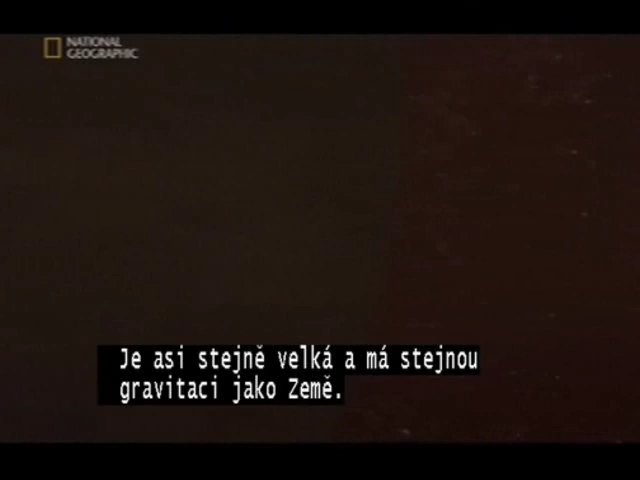 NATIONAL
GEOGRAPHIC
Je asi stejně velká a má stejnou
gravitaci jako Země.